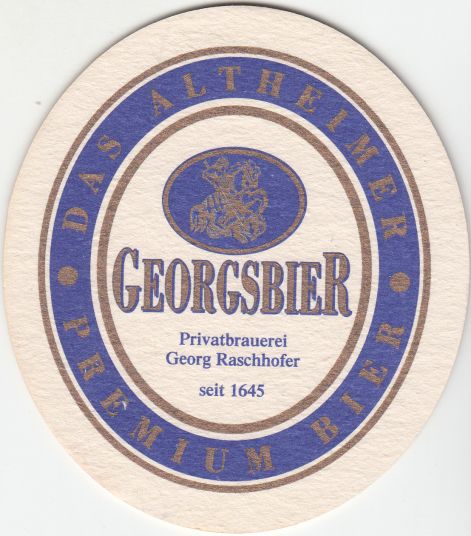 DAS ALTHEIMER
GEORGSBIER
Privatbrauerei
Georg Raschhofer
seit 1645
PREMIUM BIER